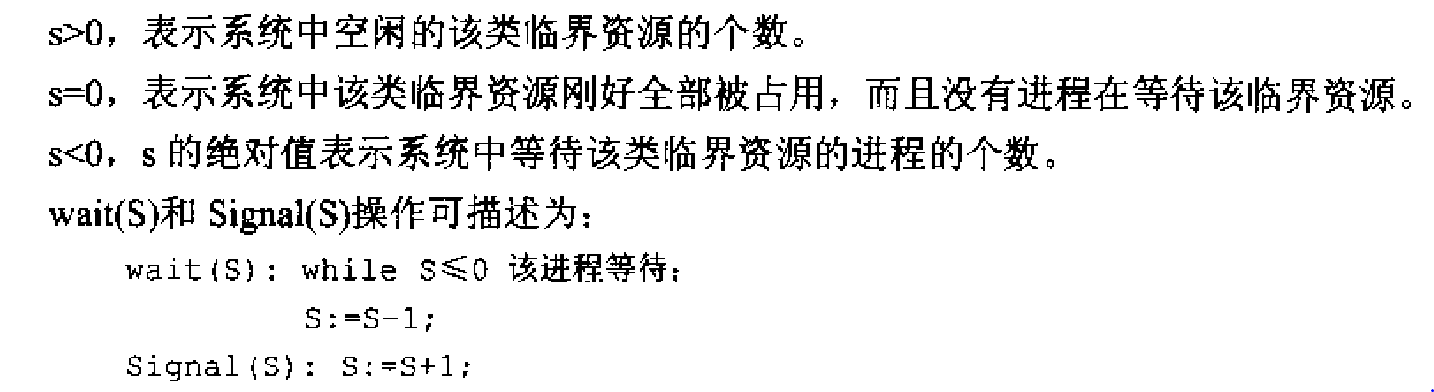 s>0，表示系统中空闲的该类临界资源的个数。
s=0，表示系统中该类临界资源刚好全部被占用，而且没有进程在等待该临界资源。
s<0，s 的绝对值表示系统中等待该类临界资源的进程的个数。
wait(S)和 Signal(S)操作可描述为：
wait(S): while S≤0 该进程等待;
S:=S-1;
Signal(S): S:=S+1;